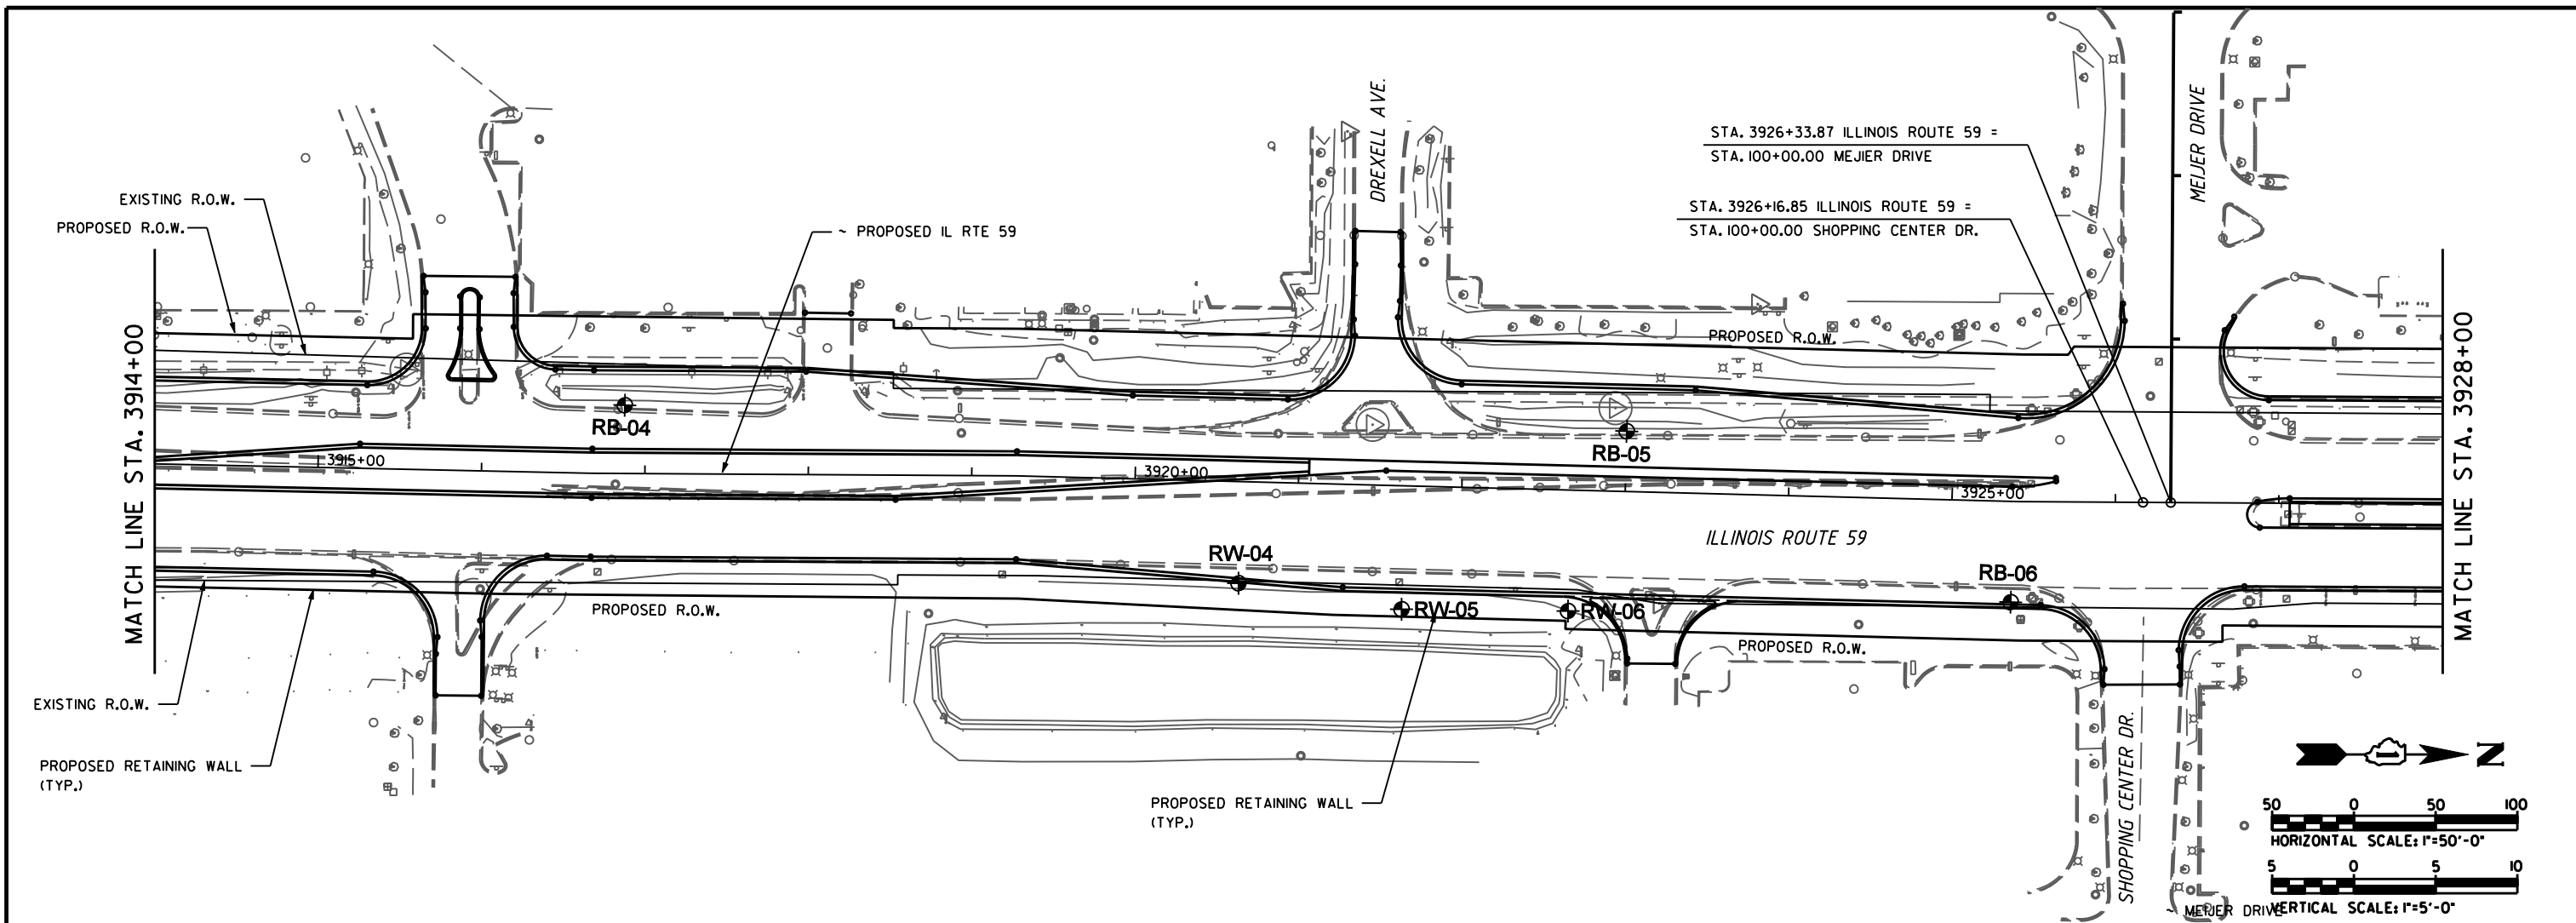 DREXELL AVE.
MEIJER DRIVE
STA. 3926+33.87 ILLINOIS ROUTE 59 =
STA. 100+00.00 MEJIER DRIVE
EXISTING R.O.W.
PROPOSED R.O.W.
~ PROPOSED IL RTE 59
STA. 3926+16.85 ILLINOIS ROUTE 59 =
STA. 100+00.00 SHOPPING CENTER DR.
MATCH LINE STA. 3914+00
PROPOSED R.O.W.
MATCH LINE STA. 3928+00
RB-04
RB-05
3915+00
3920+00
3925+00
ILLINOIS ROUTE 59
RW-04
RB-06
PROPOSED R.O.W.
RW-05
RW-06
PROPOSED R.O.W.
EXISTING R.O.W.
PROPOSED RETAINING WALL
(TYP.)
PROPOSED RETAINING WALL
(TYP.)
SHOPPING CENTER DR.
N
50 0 50 100
HORIZONTAL SCALE: 1"=50'-0"
5 0 5 10
VERTICAL SCALE: 1"=5'-0"
~ MEIJER DRIVE